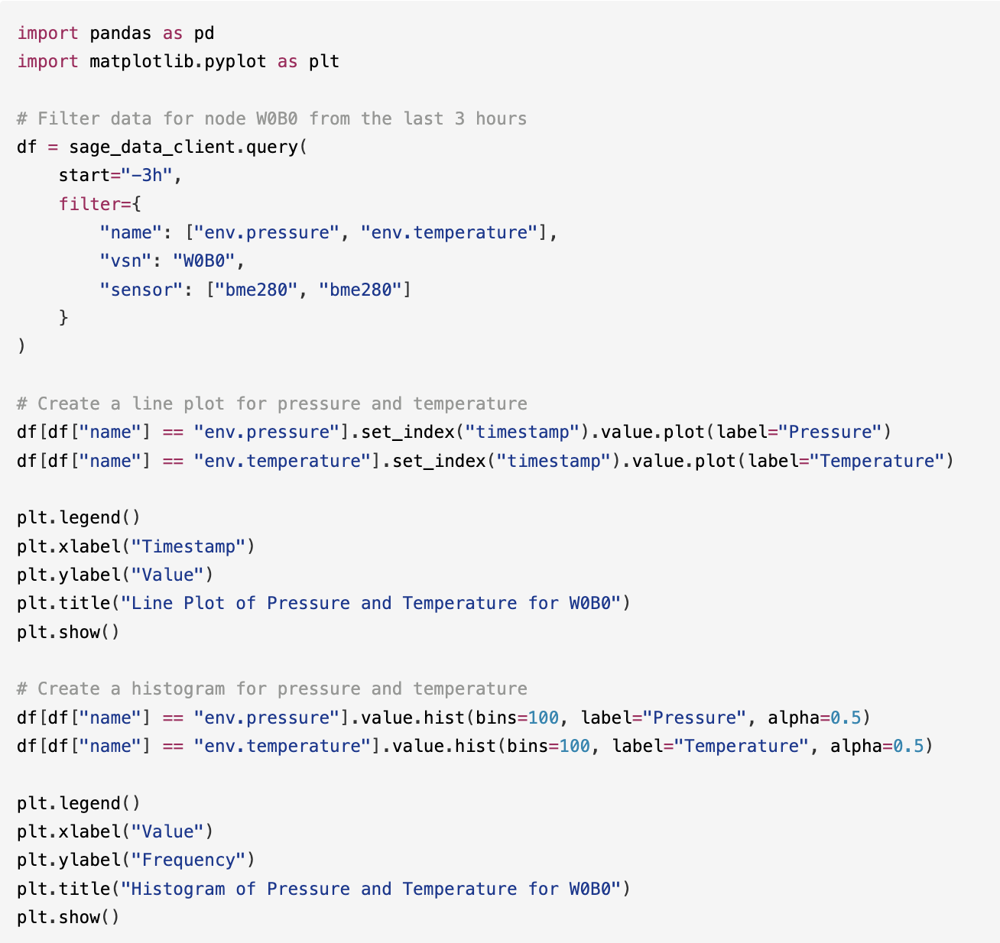 import pandas as pd
import matplotlib.pyplot as plt

# Filter data for node W0B0 from the last 3 hours
df = sage_data_client.query(
    start="-3h",
    filter={
        "name": ["env.pressure", "env.temperature"],
        "vsn": "W0B0",
        "sensor": ["bme280", "bme280"]
    }
)

# Create a line plot for pressure and temperature
df[df["name"] == "env.pressure"].set_index("timestamp").value.plot(label="Pressure")
df[df["name"] == "env.temperature"].set_index("timestamp").value.plot(label="Temperature")

plt.legend()
plt.xlabel("Timestamp")
plt.ylabel("Value")
plt.title("Line Plot of Pressure and Temperature for W0B0")
plt.show()

# Create a histogram for pressure and temperature
df[df["name"] == "env.pressure"].value.hist(bins=100, label="Pressure", alpha=0.5)
df[df["name"] == "env.temperature"].value.hist(bins=100, label="Temperature", alpha=0.5)

plt.legend()
plt.xlabel("Value")
plt.ylabel("Frequency")
plt.title("Histogram of Pressure and Temperature for W0B0")
plt.show()